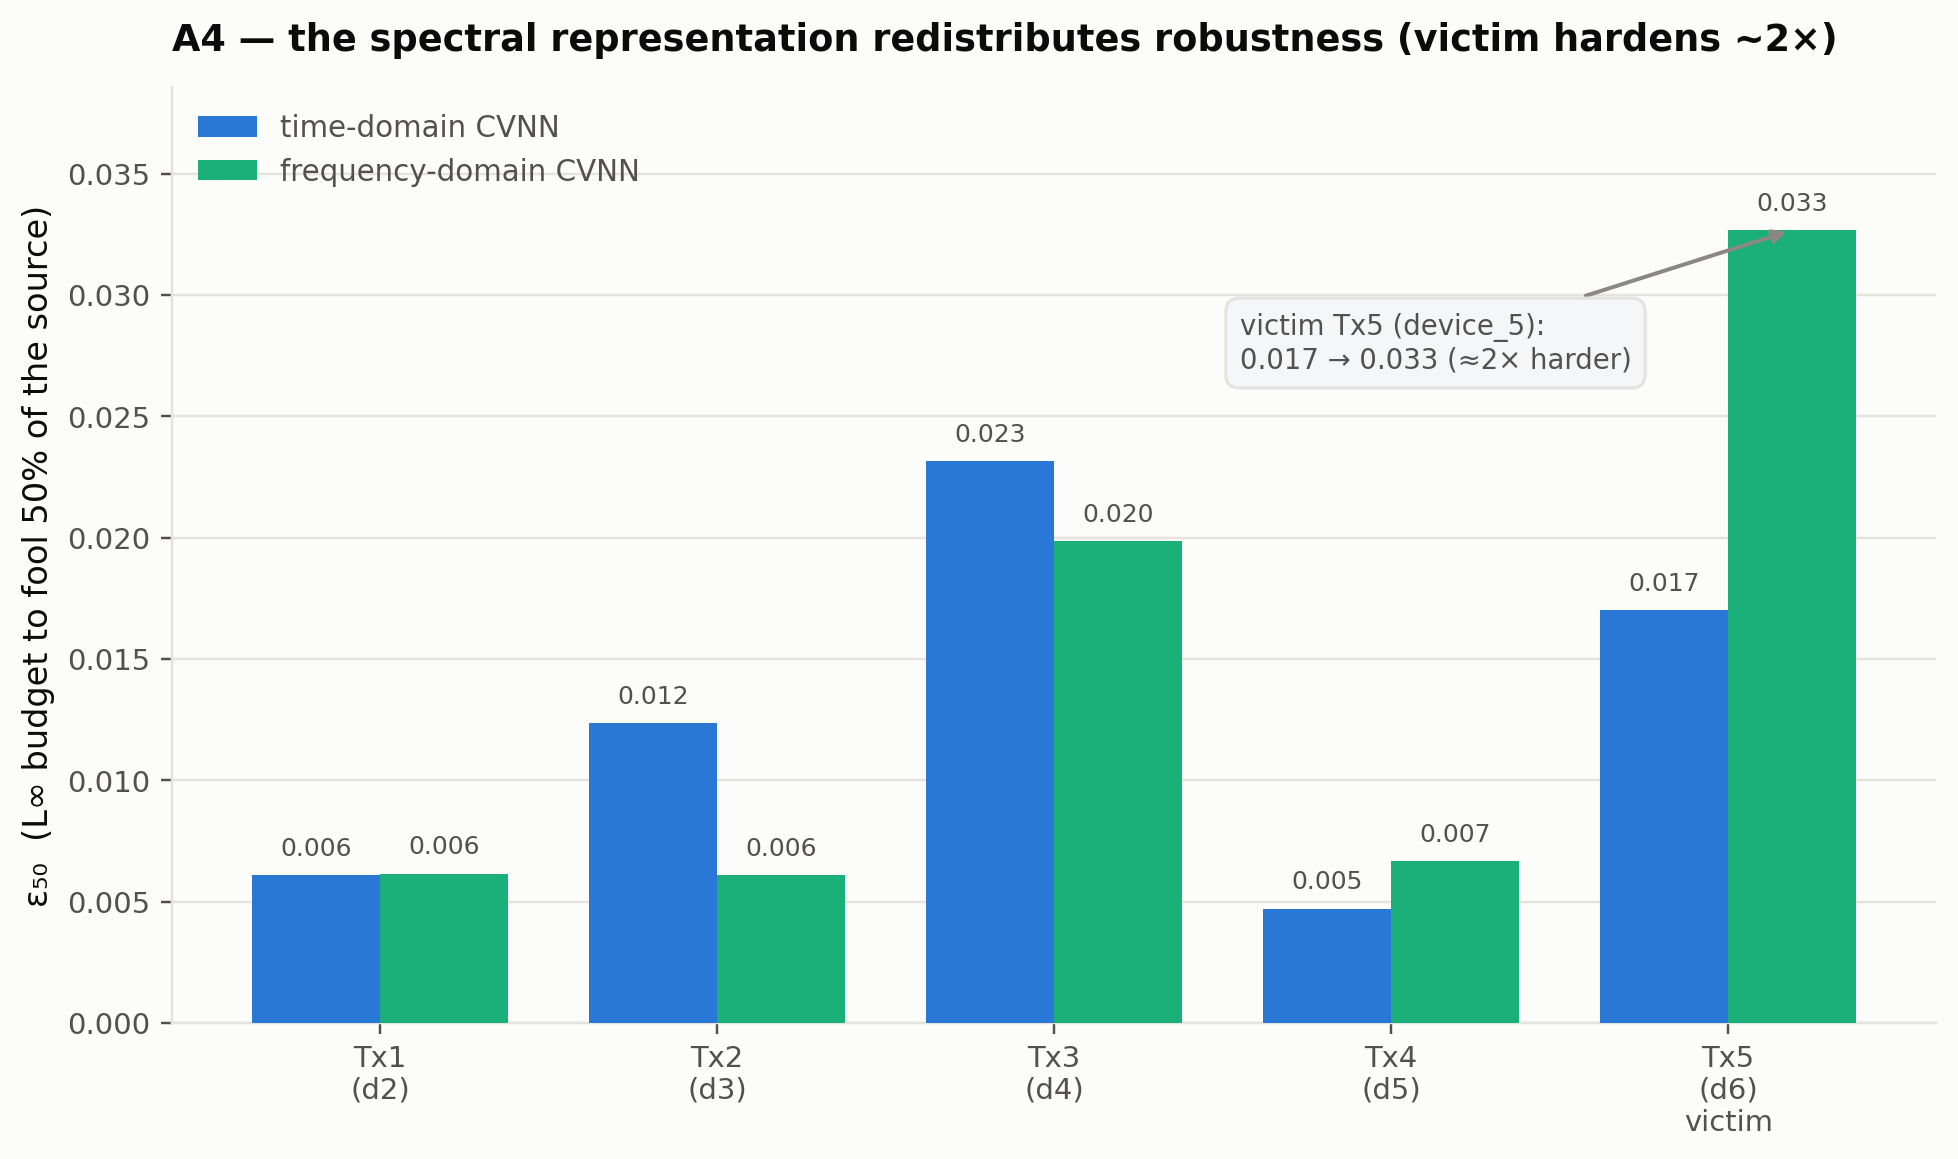 A4 — the spectral representation redistributes robustness (victim hardens ~2×)
time-domain CVNN
frequency-domain CVNN
ε₅₀ (L∞ budget to fool 50% of the source)
0.035
0.030
0.025
0.020
0.015
0.010
0.005
0.000
0.006
0.006
0.012
0.006
0.023
0.020
0.005
0.007
0.017
0.033
victim Tx5 (device_5):
0.017 → 0.033 (≈2× harder)
Tx1
(d2)
Tx2
(d3)
Tx3
(d4)
Tx4
(d5)
Tx5
(d6)
victim